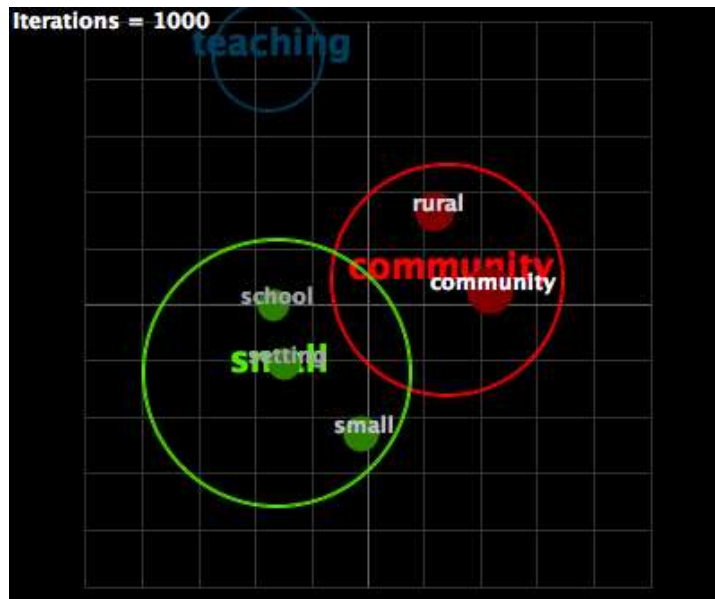 Iterations = 1000
teaching
rural
community
community
school
setting
small
small